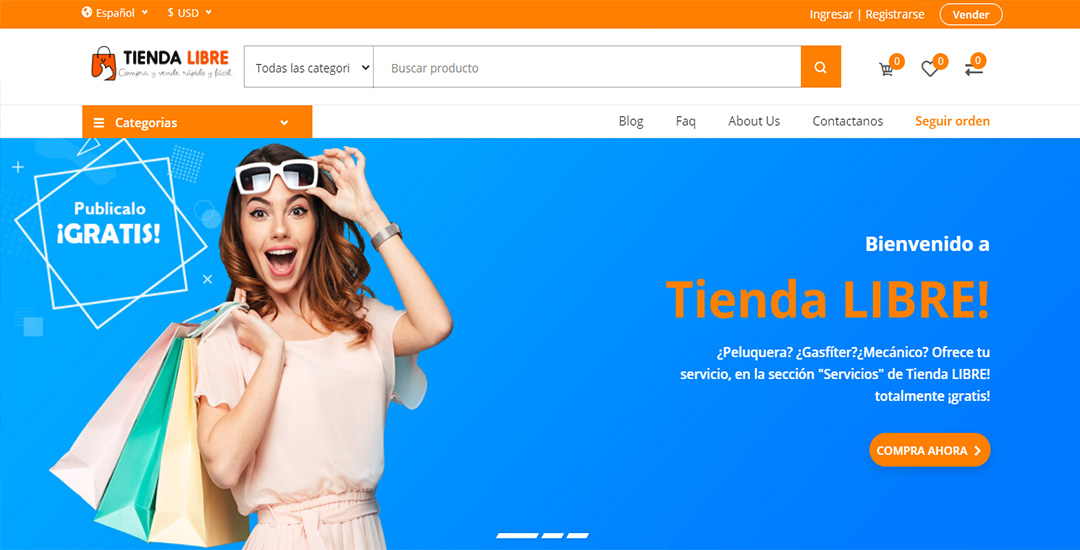 Español $ USD Ingresar | Registrarse Vender
TIENDA LIBRE
Compra y vende rápido y fácil.
Todas las categori Buscar producto 0 0 0
Categorias Blog Faq About Us Contactanos Seguir orden
Publicalo
¡GRATIS!
Bienvenido a
Tienda LIBRE!
¿Peluquera? ¿Gasfíter?¿Mecánico? Ofrece tu
servicio, en la sección "Servicios" de Tienda LIBRE!
totalmente ¡gratis!
COMPRA AHORA